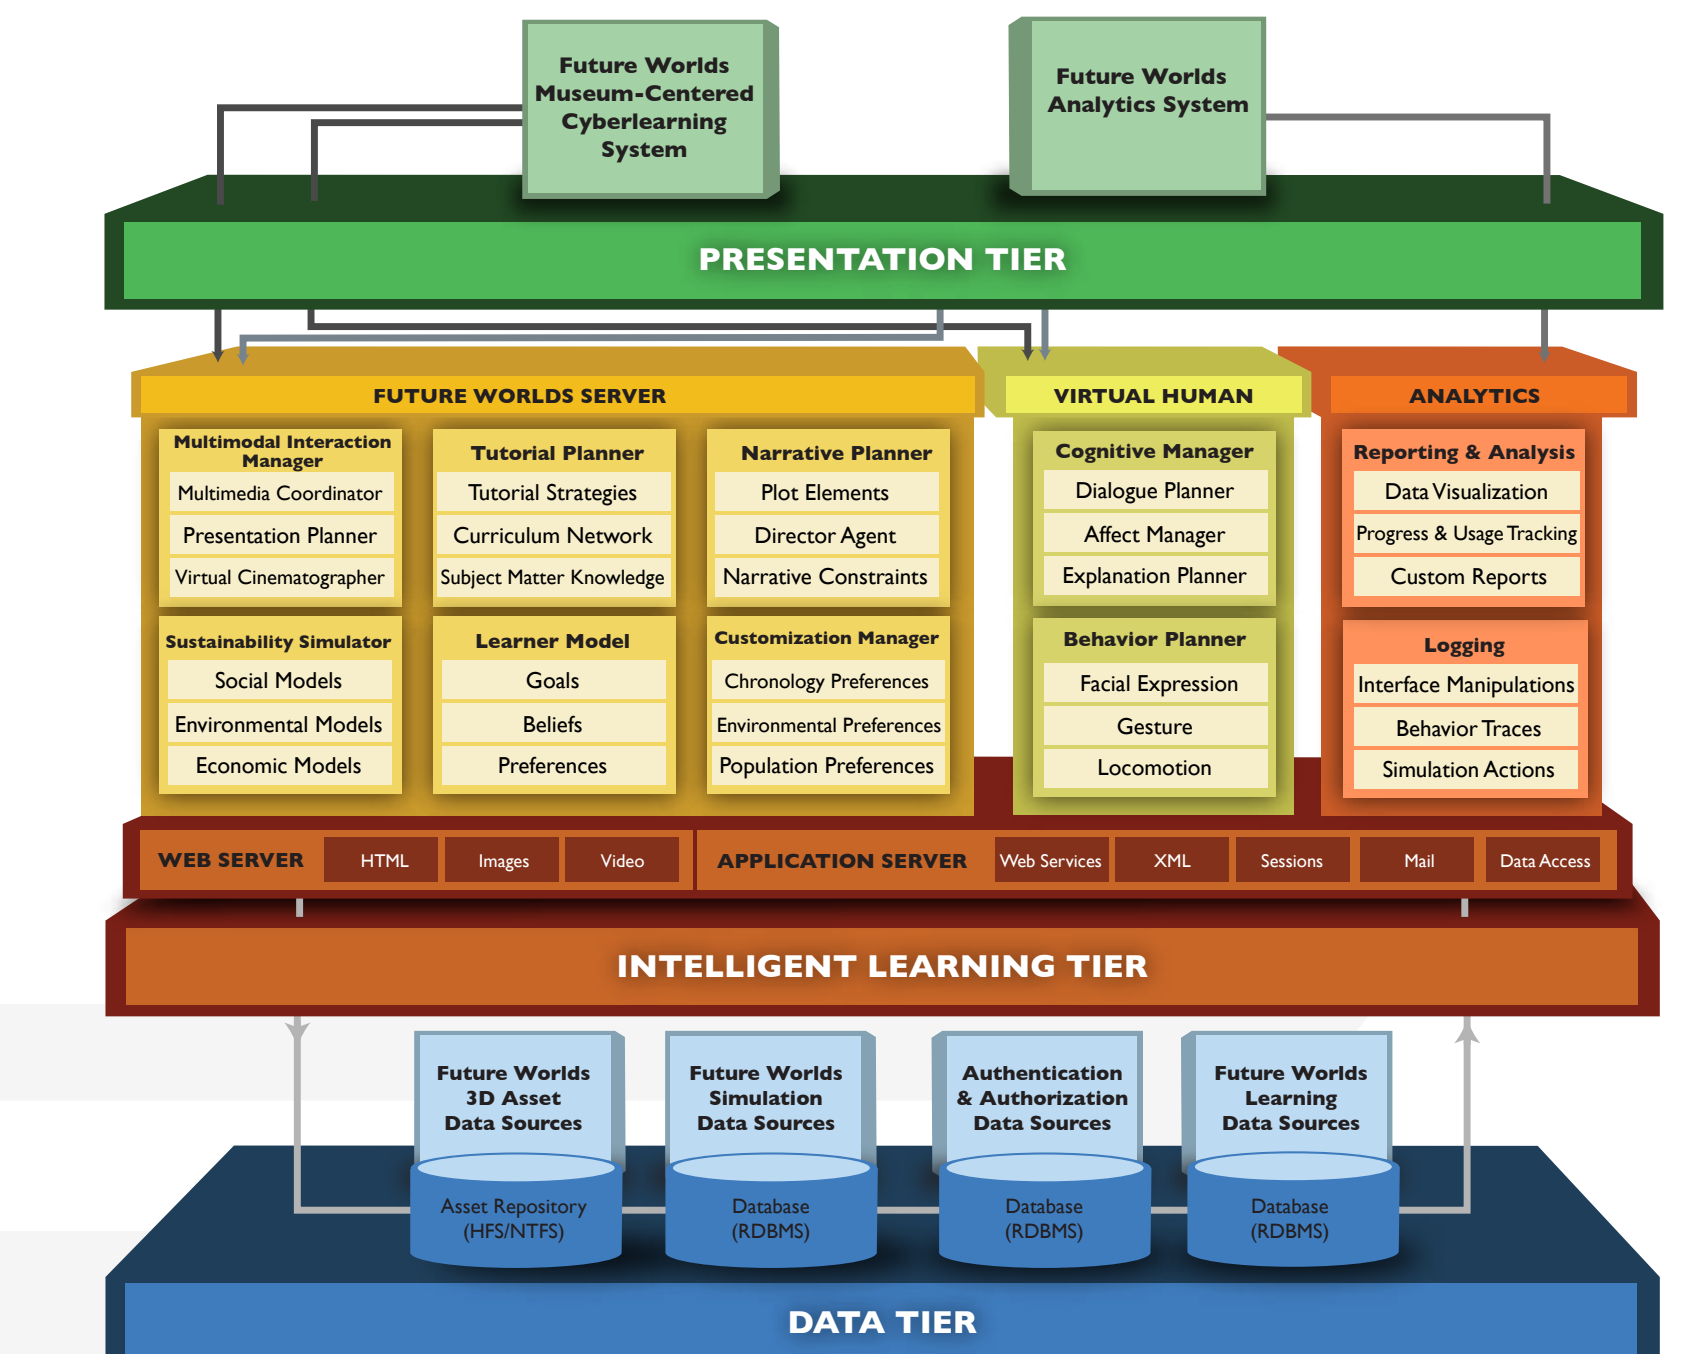 Future Worlds
Museum-Centered
Cyberlearning
System
Future Worlds
Analytics System
PRESENTATION TIER
FUTURE WORLDS SERVER
VIRTUAL HUMAN
ANALYTICS
Multimodal Interaction
Manager
Multimedia Coordinator
Presentation Planner
Virtual Cinematographer
Tutorial Planner
Tutorial Strategies
Curriculum Network
Subject Matter Knowledge
Narrative Planner
Plot Elements
Director Agent
Narrative Constraints
Cognitive Manager
Dialogue Planner
Affect Manager
Explanation Planner
Reporting & Analysis
Data Visualization
Progress & Usage Tracking
Custom Reports
Sustainability Simulator
Social Models
Environmental Models
Economic Models
Learner Model
Goals
Beliefs
Preferences
Customization Manager
Chronology Preferences
Environmental Preferences
Population Preferences
Behavior Planner
Facial Expression
Gesture
Locomotion
Logging
Interface Manipulations
Behavior Traces
Simulation Actions
WEB SERVER
HTML
Images
Video
APPLICATION SERVER
Web Services
XML
Sessions
Mail
Data Access
INTELLIGENT LEARNING TIER
Future Worlds
3D Asset
Data Sources
Asset Repository
(HFS/NTFS)
Future Worlds
Simulation
Data Sources
Database
(RDBMS)
Authentication
& Authorization
Data Sources
Database
(RDBMS)
Future Worlds
Learning
Data Sources
Database
(RDBMS)
DATA TIER